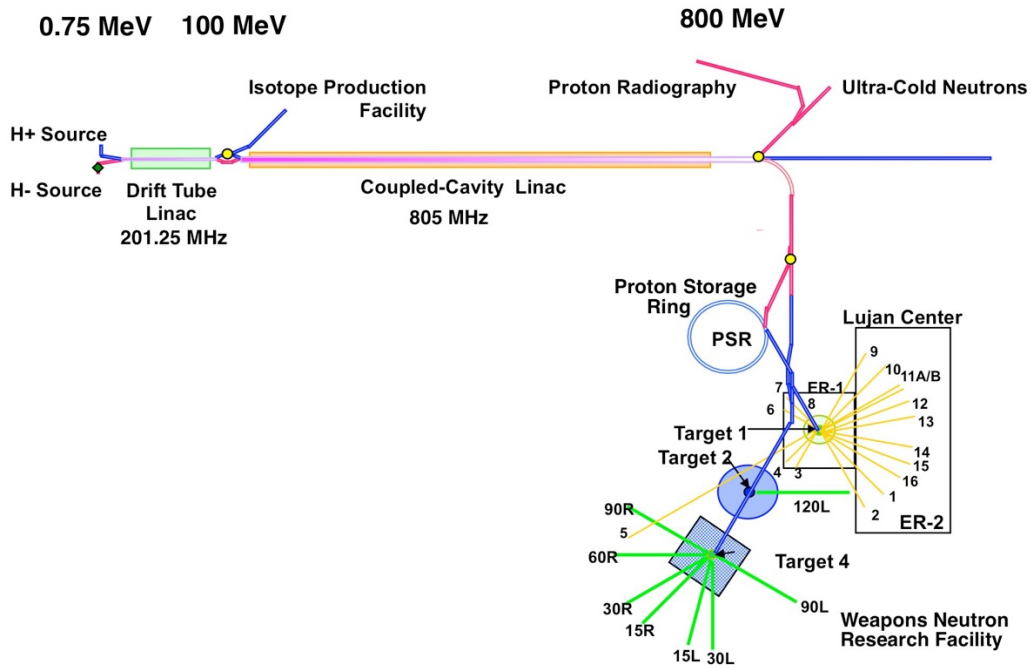 0.75 MeV
100 MeV
800 MeV
Isotope Production
Facility
Proton Radiography
Ultra-Cold Neutrons
H+ Source
H- Source
Drift Tube
Linac
201.25 MHz
Coupled-Cavity Linac
805 MHz
Proton Storage
Ring
PSR
Lujan Center
9
10
11A/B
12
13
14
15
16
1
2
ER-2
7
ER-1
8
6
Target 1
Target 2
4
3
120L
90R
5
60R
30R
15R
15L
30L
90L
Target 4
Weapons Neutron
Research Facility